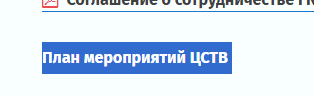 Соглашение о сотрудничестве
План мероприятий ЦСТВ